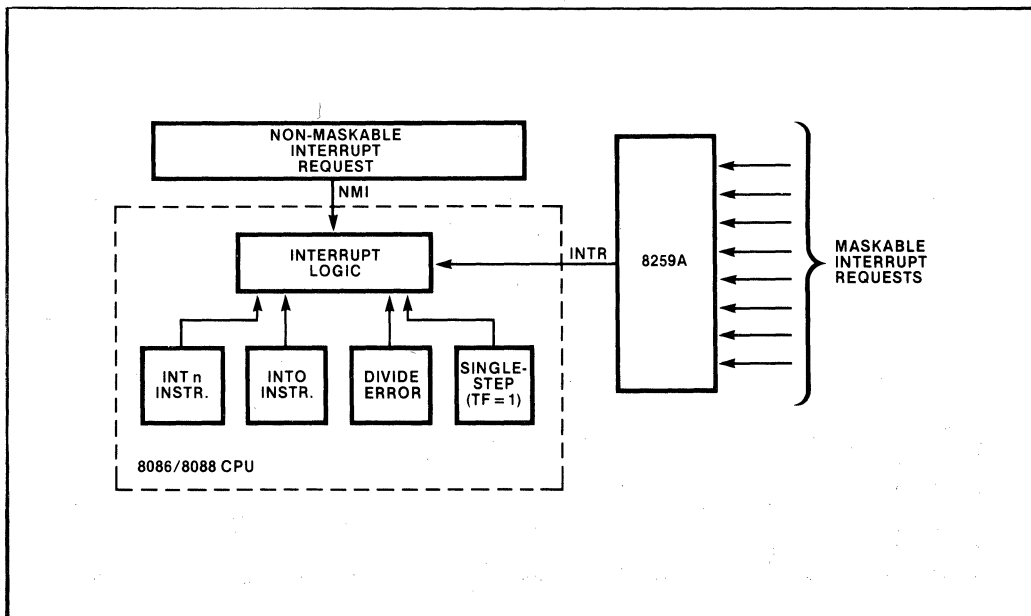 NON-MASKABLE
INTERRUPT
REQUEST
NMI
INTERRUPT
LOGIC
INTR
8259A
MASKABLE
INTERRUPT
REQUESTS
INT n
INSTR.
INTO
INSTR.
DIVIDE
ERROR
SINGLE-
STEP
(TF = 1)
8086/8088 CPU